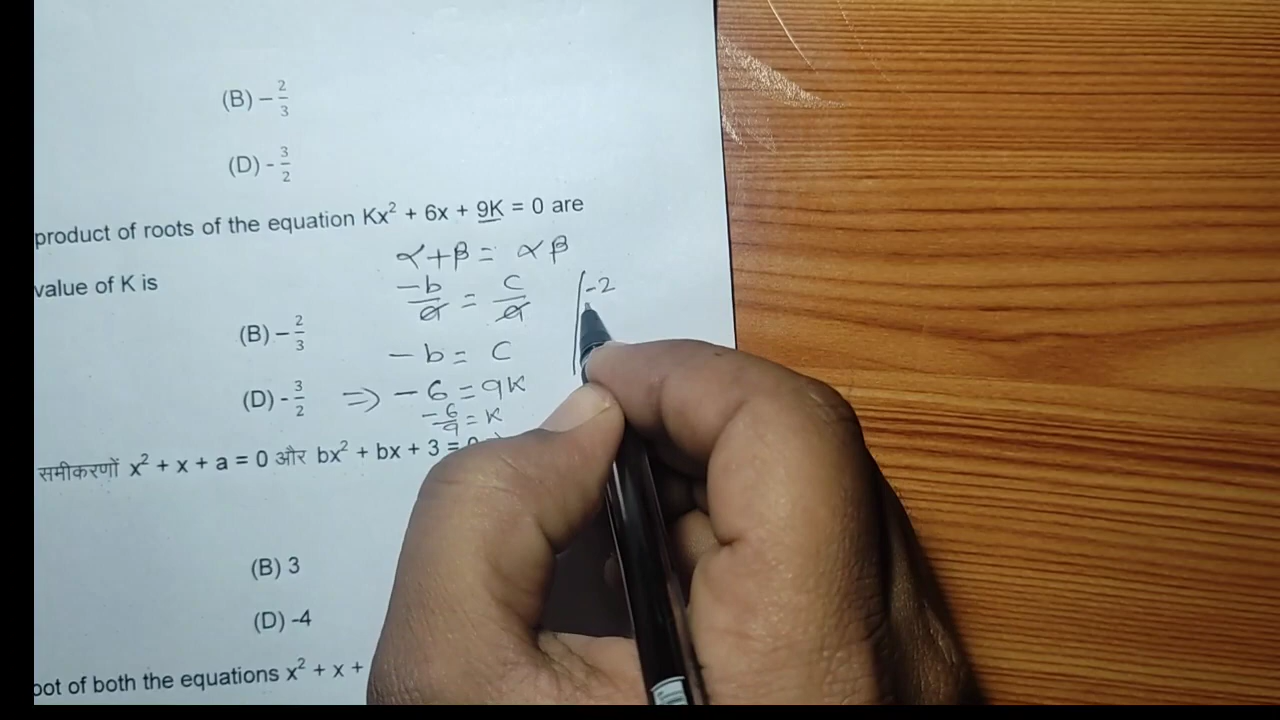 (B) – 2/3
(D) - 3/2
product of roots of the equation Kx² + 6x + 9K = 0 are
α+β = αβ
value of K is
-b/a = c/a
-2
(B) – 2/3
-b = c
(D) - 3/2
⇒ -6 = 9K
-6/9 = K
समीकरणों x² + x + a = 0 और bx² + bx + 3 =
(B) 3
(D) -4
oot of both the equations x² + x +